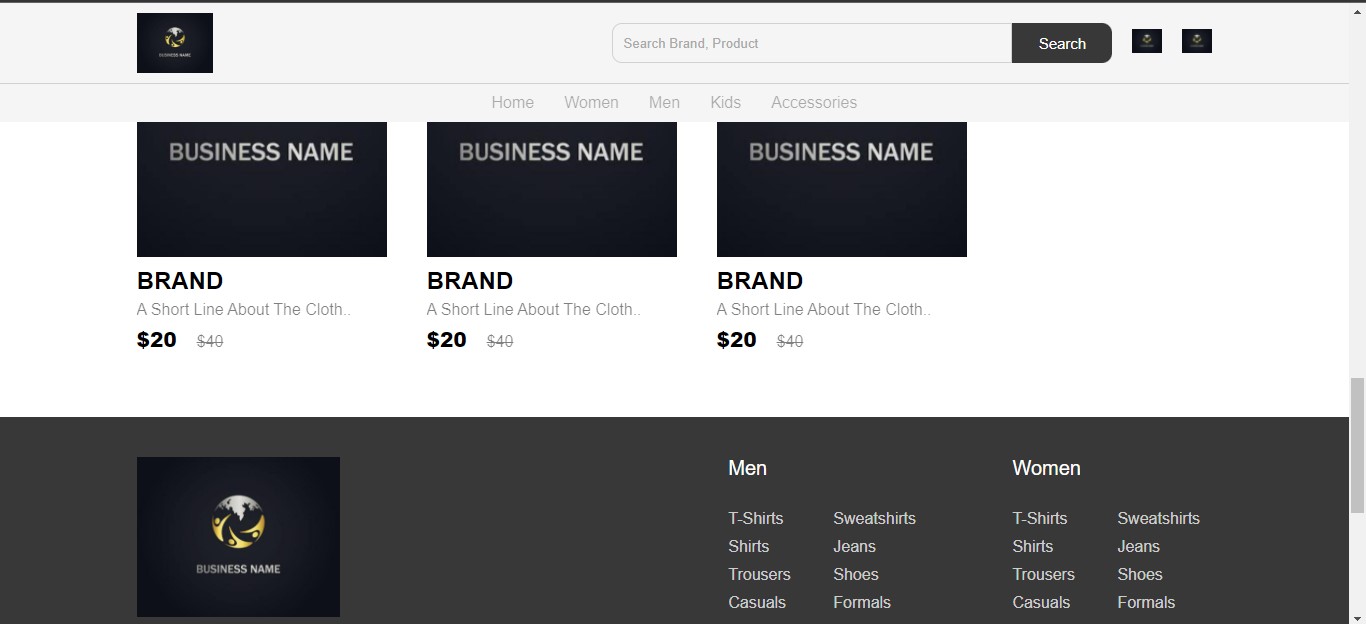 BUSINESS NAME
Search Brand, Product
Search
Home Women Men Kids Accessories
BUSINESS NAME BUSINESS NAME BUSINESS NAME
BRAND BRAND BRAND
A Short Line About The Cloth.. A Short Line About The Cloth.. A Short Line About The Cloth..
$20 $40 $20 $40 $20 $40
BUSINESS NAME
Men
T-Shirts Sweatshirts
Shirts Jeans
Trousers Shoes
Casuals Formals
Women
T-Shirts Sweatshirts
Shirts Jeans
Trousers Shoes
Casuals Formals